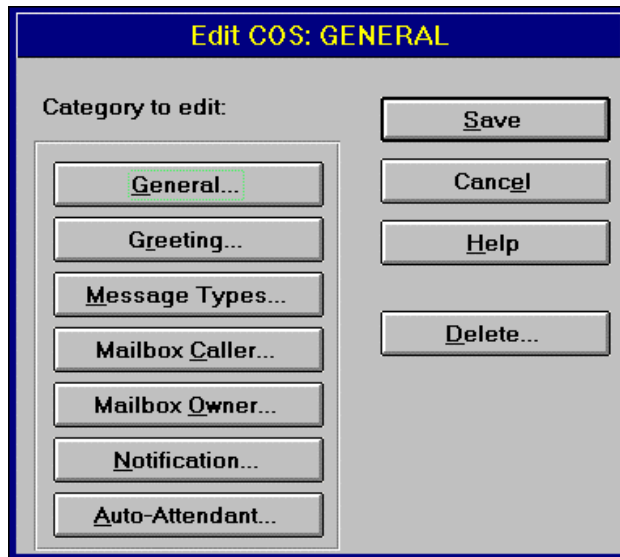 Edit COS: GENERAL
Category to edit:
General...
Greeting...
Message Types...
Mailbox Caller...
Mailbox Owner...
Notification...
Auto-Attendant...
Save
Cancel
Help
Delete...